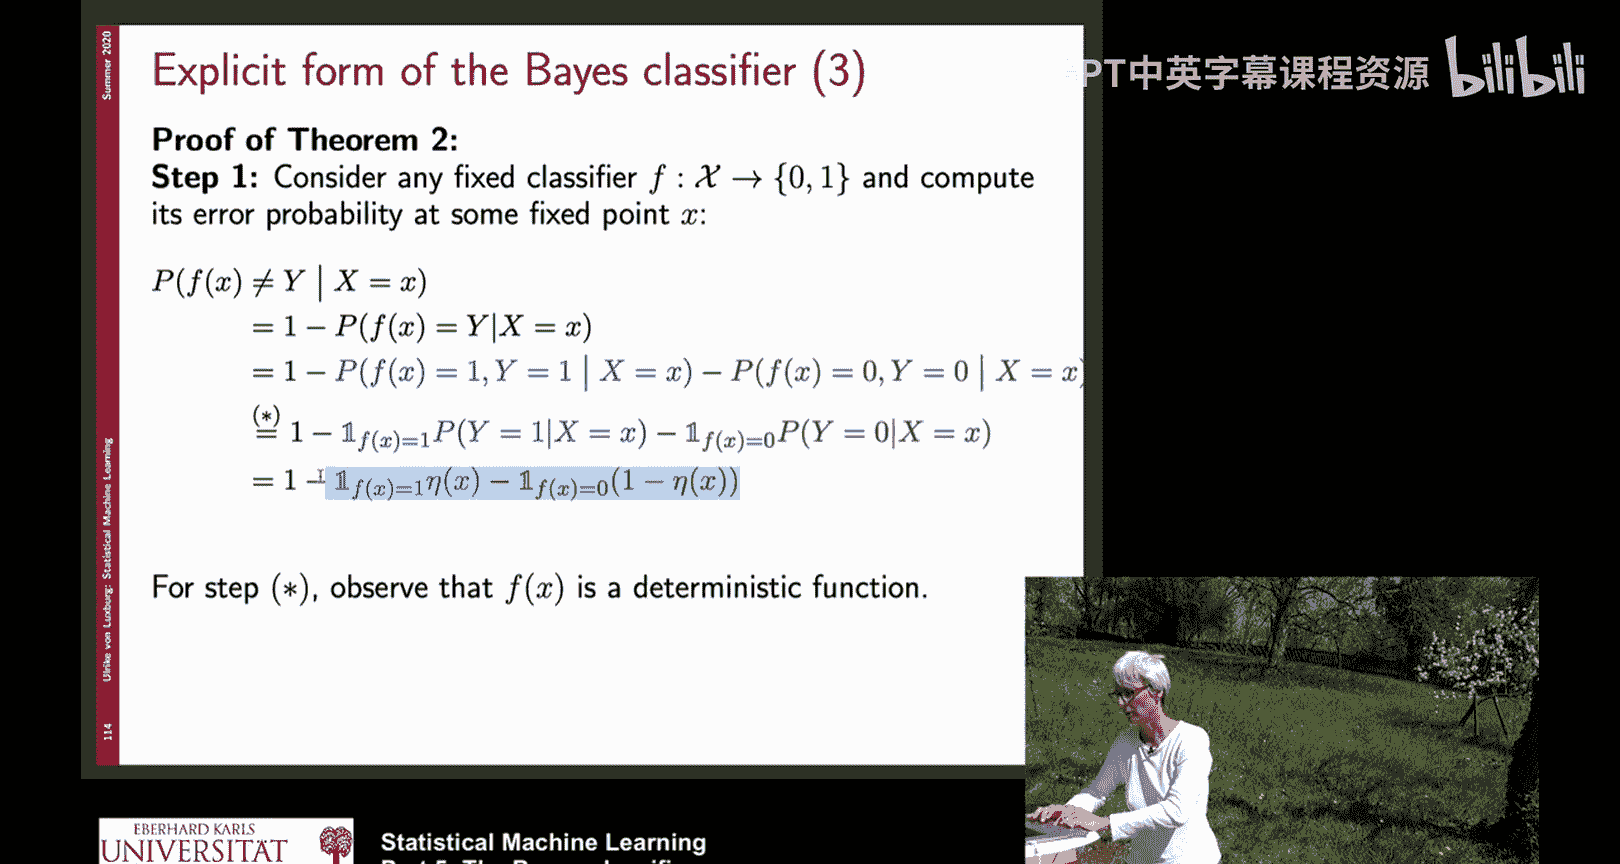 Summer 2020
Explicit form of the Bayes classifier (3)
PT中英字幕课程资源
bilibili
Proof of Theorem 2:
Step 1: Consider any fixed classifier f : 𝒳 → {0, 1} and compute
its error probability at some fixed point x:
P(f(x) ≠ Y | X = x)
= 1 − P(f(x) = Y|X = x)
= 1 − P(f(x) = 1, Y = 1 | X = x) − P(f(x) = 0, Y = 0 | X = x)
(∗)
= 1 − 𝟙f(x)=1P(Y = 1|X = x) − 𝟙f(x)=0P(Y = 0|X = x)
= 1 − 𝟙f(x)=1η(x) − 𝟙f(x)=0(1 − η(x))
For step (∗), observe that f(x) is a deterministic function.
Ulrike von Luxburg: Statistical Machine Learning
114
EBERHARD KARLS
UNIVERSITÄT
Statistical Machine Learning